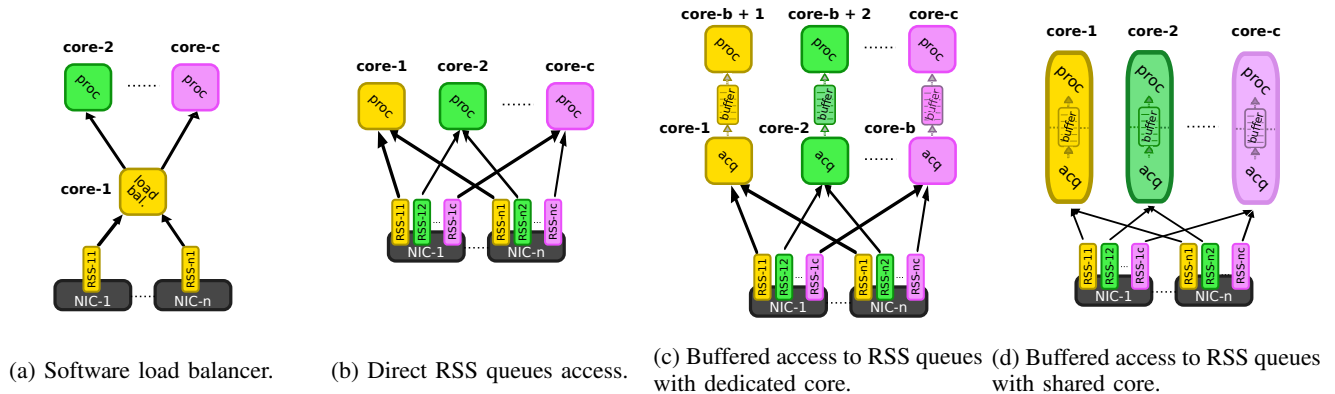 core-2
core-c
proc
......
proc
core-1
load
bal.
RSS-11
RSS-n1
NIC-1
......
NIC-n
(a) Software load balancer.
core-1
core-2
core-c
proc
proc
......
proc
RSS-11
RSS-12
...
RSS-1c
RSS-n1
RSS-n2
...
RSS-nc
NIC-1
......
NIC-n
(b) Direct RSS queues access.
core-b + 1
core-b + 2
core-c
proc
proc
......
proc
buffer
buffer
buffer
core-1
core-2
core-b
acq
acq
......
acq
RSS-11
RSS-12
...
RSS-1c
RSS-n1
RSS-n2
...
RSS-nc
NIC-1
......
NIC-n
(c) Buffered access to RSS queues
with dedicated core.
core-1
core-2
core-c
proc
proc
proc
buffer
buffer
......
buffer
acq
acq
acq
RSS-11
RSS-12
...
RSS-1c
RSS-n1
RSS-n2
...
RSS-nc
NIC-1
......
NIC-n
(d) Buffered access to RSS queues
with shared core.